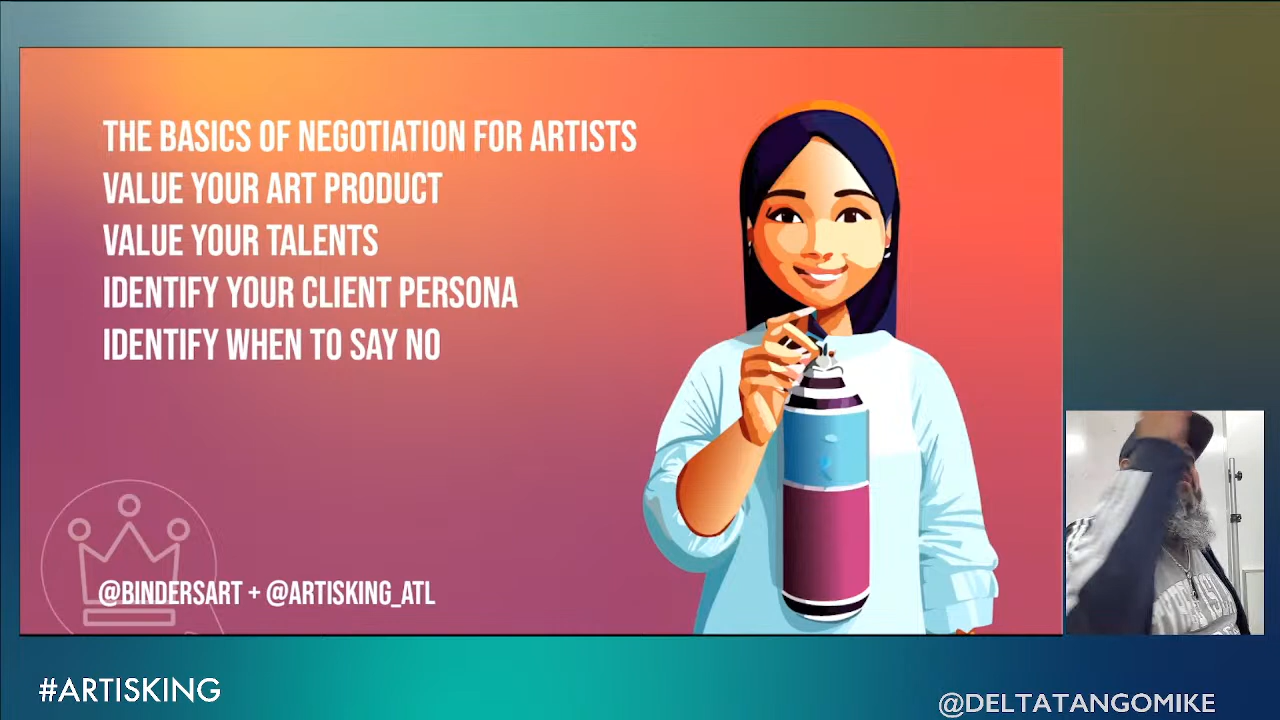 THE BASICS OF NEGOTIATION FOR ARTISTS
VALUE YOUR ART PRODUCT
VALUE YOUR TALENTS
IDENTIFY YOUR CLIENT PERSONA
IDENTIFY WHEN TO SAY NO
@BINDERSART + @ARTISKING_ATL
#ARTISKING
@DELTATANGOMIKE